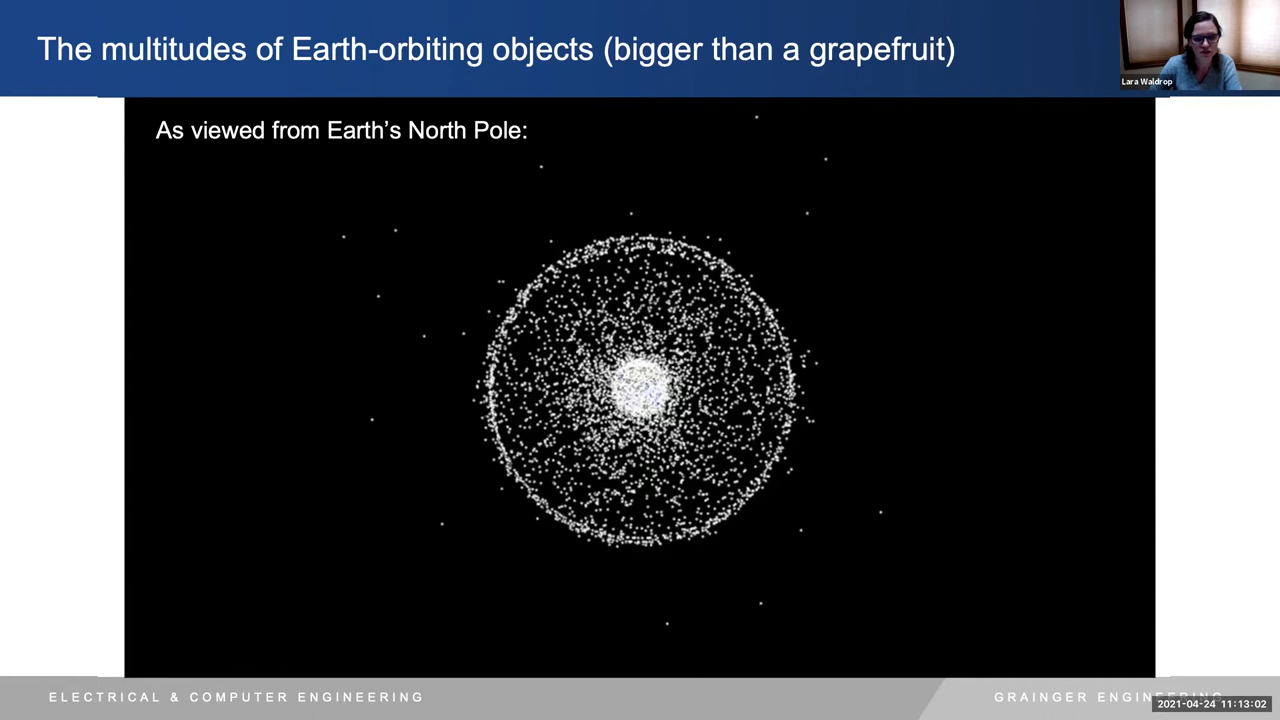 The multitudes of Earth-orbiting objects (bigger than a grapefruit)
Lara Waldrop
As viewed from Earth’s North Pole:
ELECTRICAL & COMPUTER ENGINEERING
GRAINGER ENGINEERING
2021-04-24 11:13:02